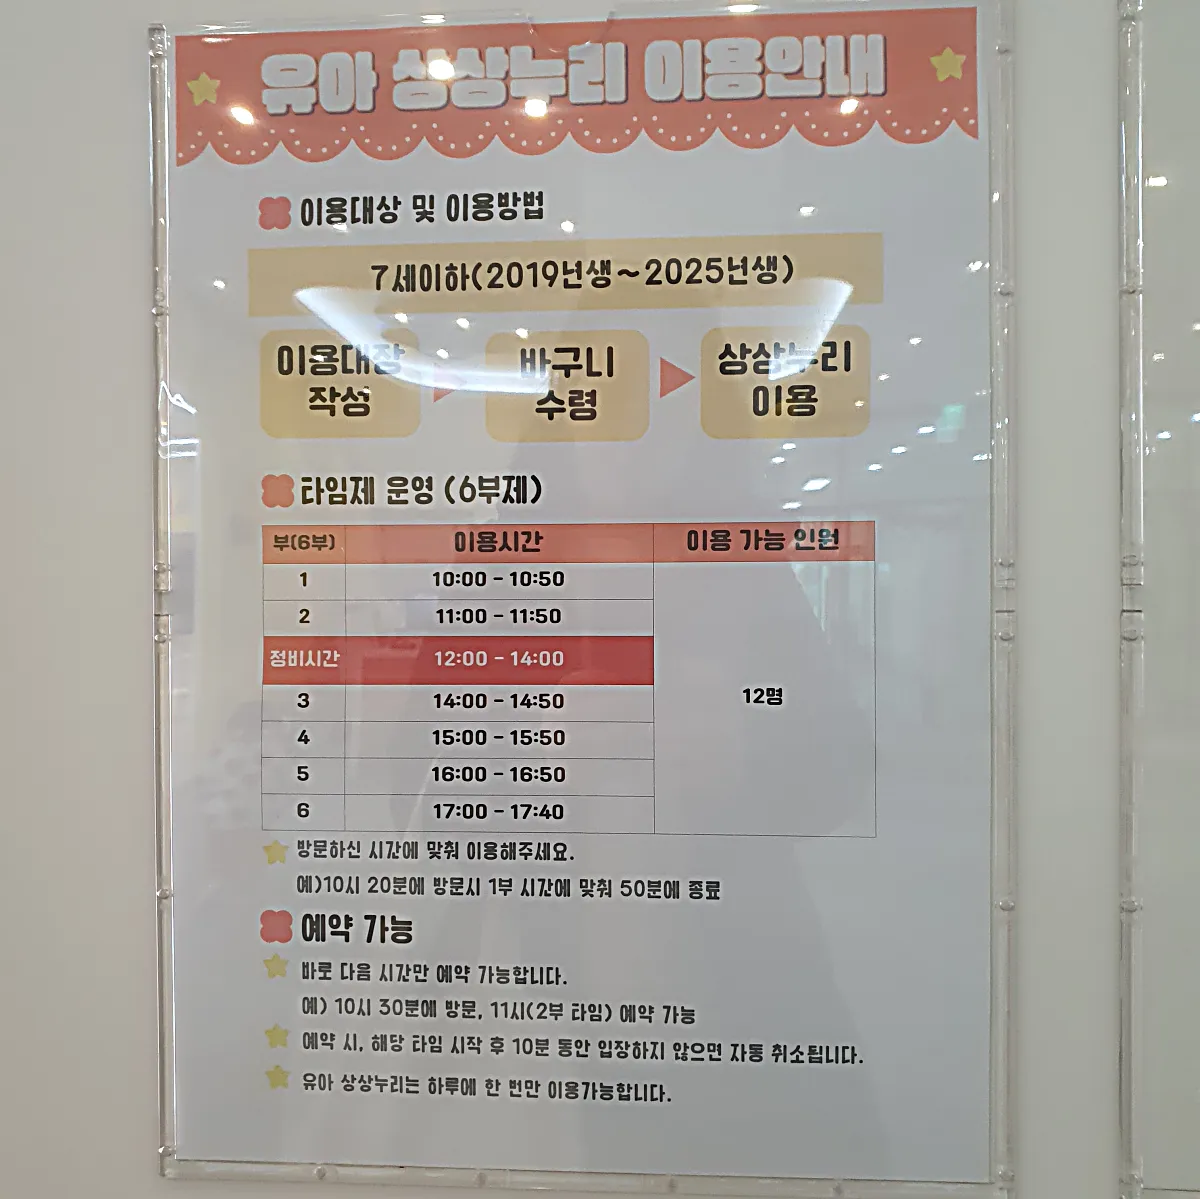 유아 상상누리 이용안내
이용대상 및 이용방법
7세이하(2019년생~2025년생)
이용대장 작성
바구니 수령
상상누리 이용
타임제 운영 (6부제)
부(6부) 이용시간 이용 가능 인원
1 10:00 - 10:50
2 11:00 - 11:50
정비시간 12:00 - 14:00
12명
3 14:00 - 14:50
4 15:00 - 15:50
5 16:00 - 16:50
6 17:00 - 17:40
방문하신 시간에 맞춰 이용해주세요.
예)10시 20분에 방문시 1부 시간에 맞춰 50분에 종료
예약 가능
바로 다음 시간만 예약 가능합니다.
예) 10시 30분에 방문, 11시(2부 타임) 예약 가능
예약 시, 해당 타임 시작 후 10분 동안 입장하지 않으면 자동 취소됩니다.
유아 상상누리는 하루에 한 번만 이용가능합니다.